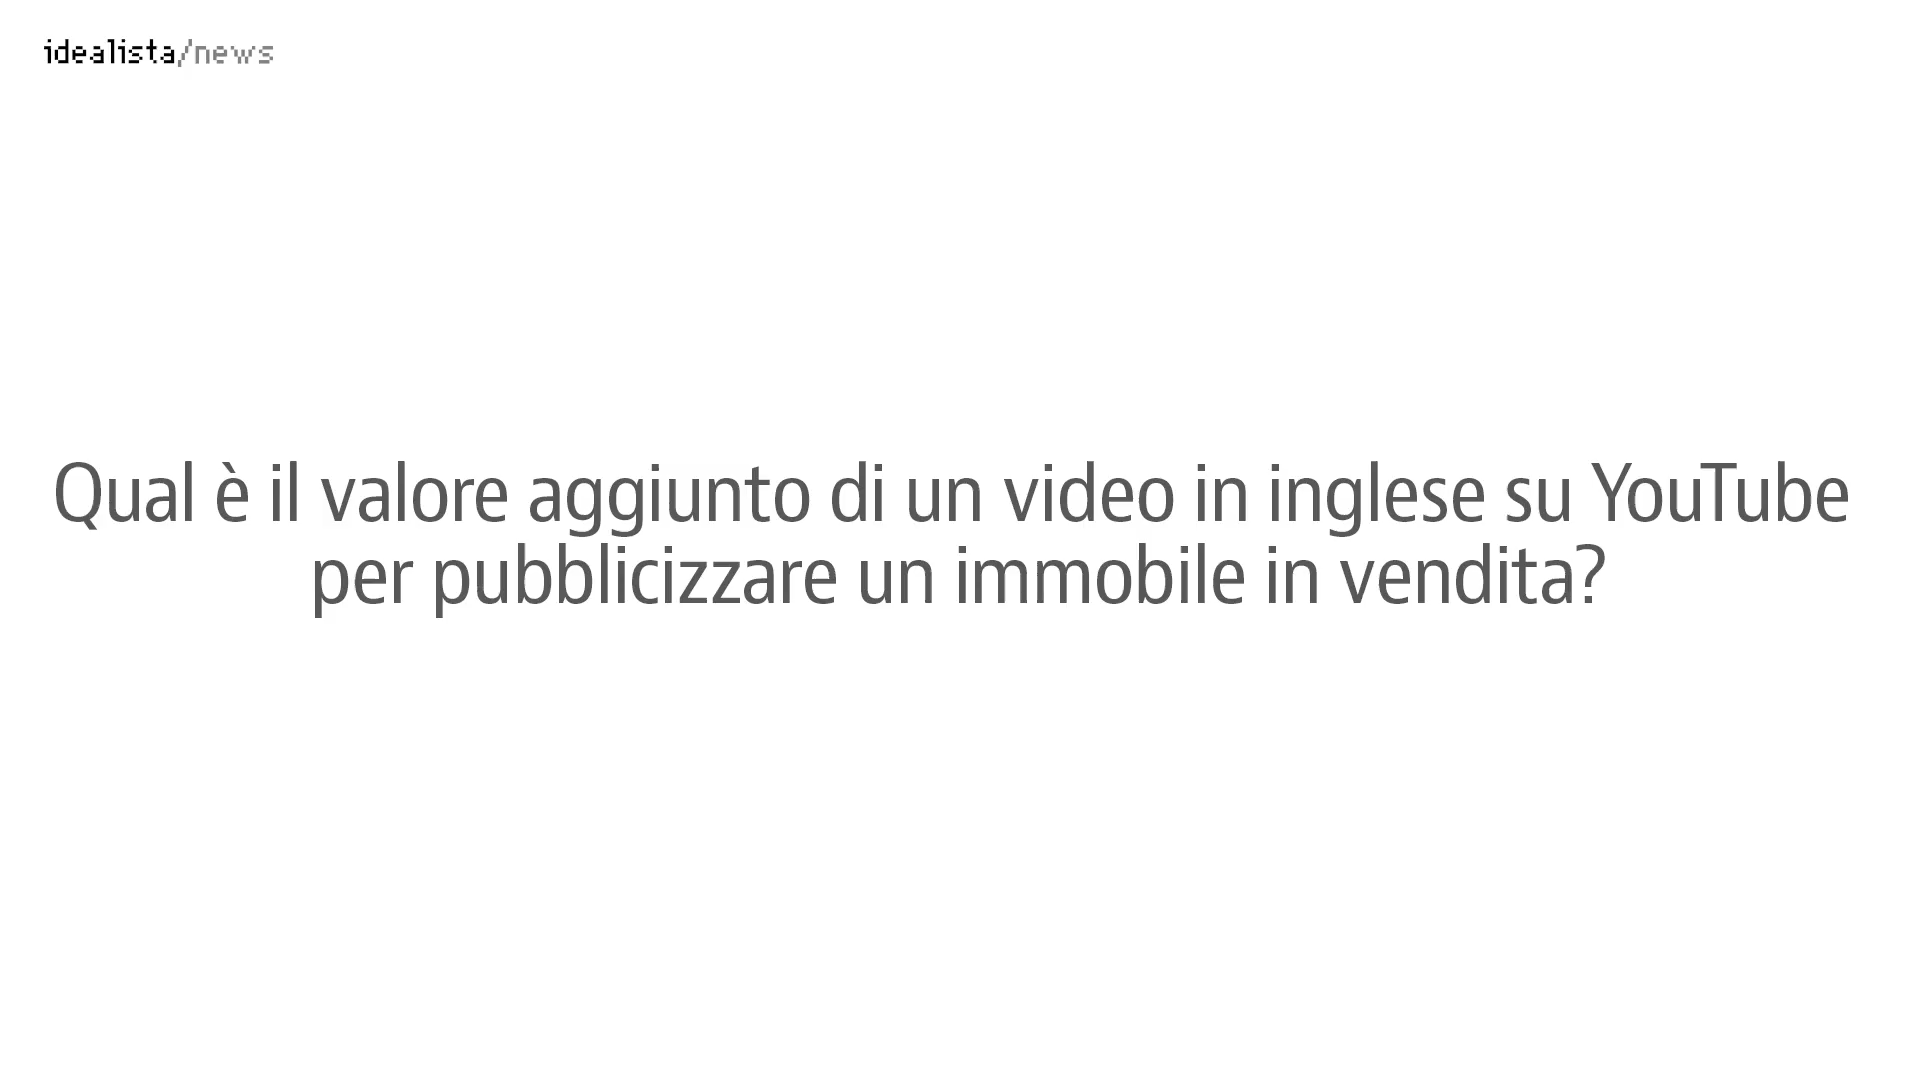 idealista/news
Qual è il valore aggiunto di un video in inglese su YouTube
per pubblicizzare un immobile in vendita?